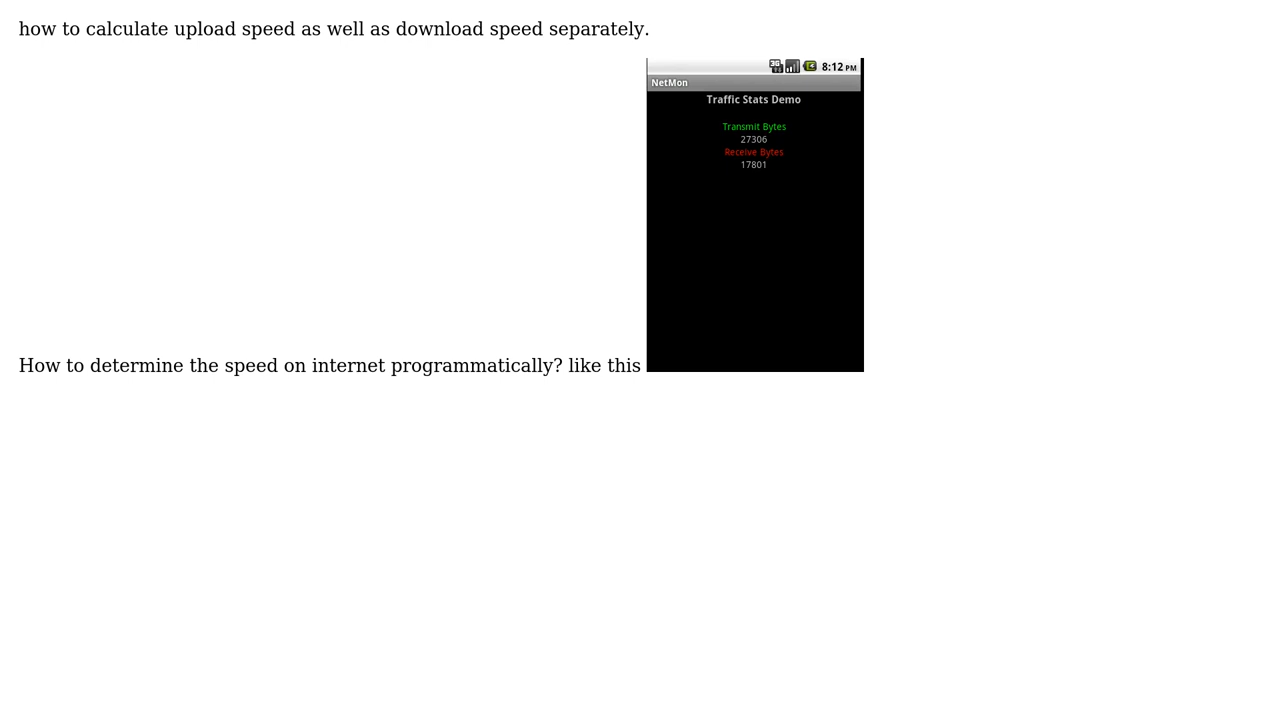 how to calculate upload speed as well as download speed separately.
8:12 PM
NetMon
Traffic Stats Demo
Transmit Bytes
27306
Receive Bytes
17801
How to determine the speed on internet programmatically? like this